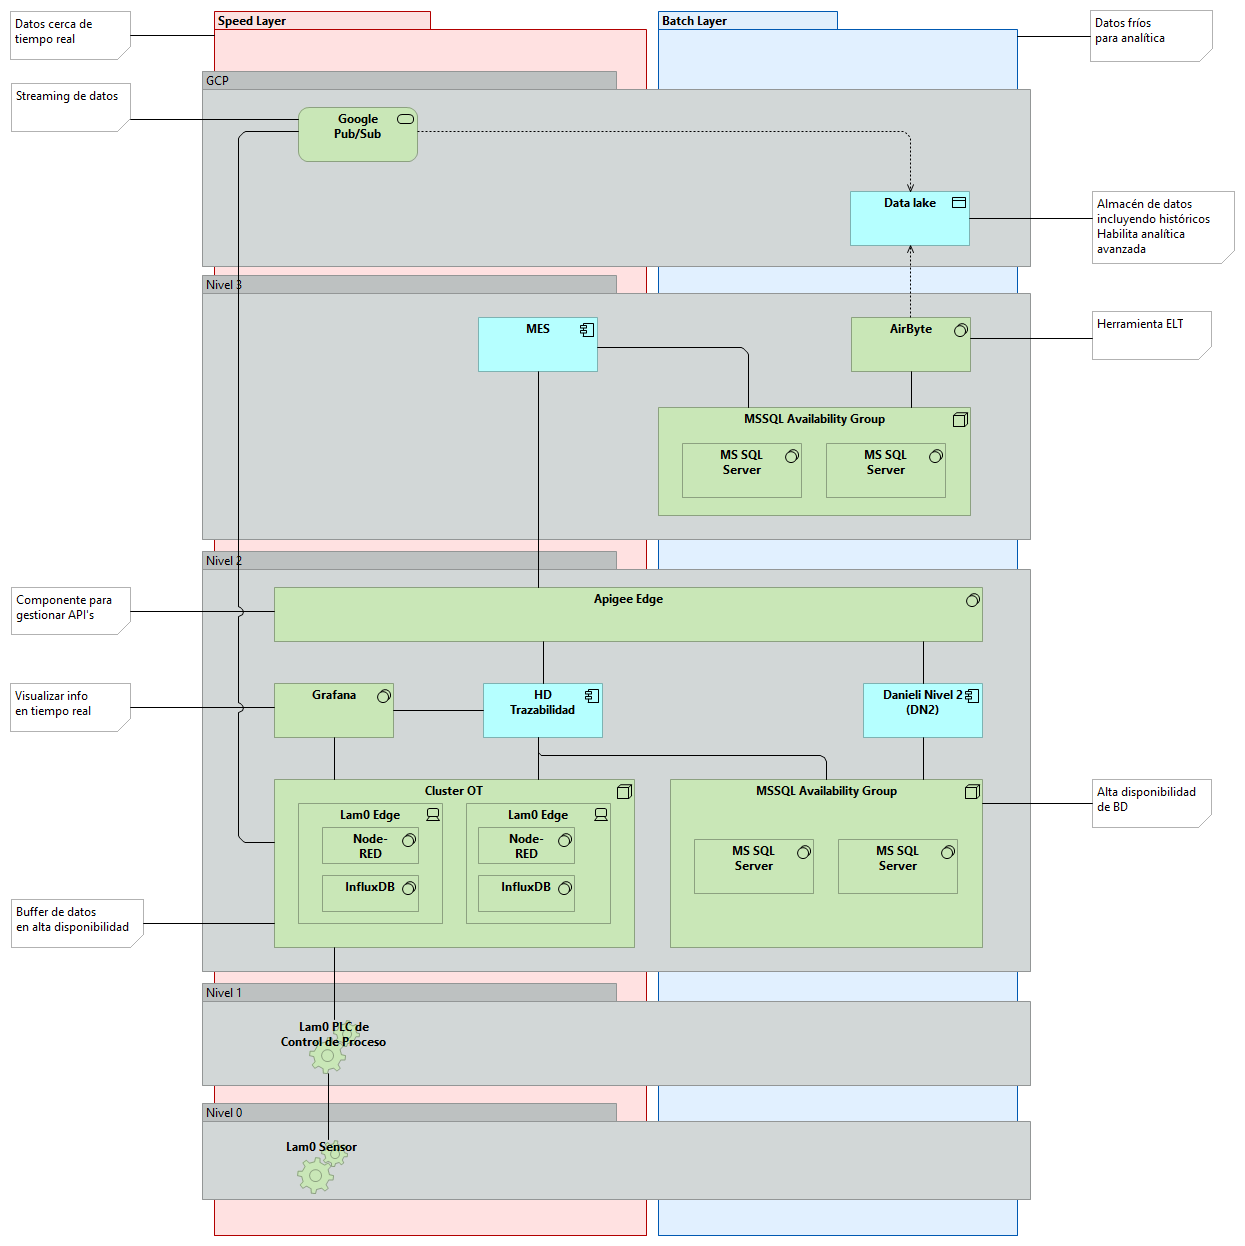 Speed Layer
Batch Layer
Datos cerca de
tiempo real
Datos fríos
para analítica
GCP
Streaming de datos
Google
Pub/Sub
Data lake
Almacén de datos
incluyendo históricos
Habilita analítica
avanzada
Nivel 3
MES
AirByte
Herramienta ELT
MSSQL Availability Group
MS SQL
Server
MS SQL
Server
Nivel 2
Componente para
gestionar API's
Apigee Edge
Visualizar info
en tiempo real
Grafana
HD
Trazabilidad
Danieli Nivel 2
(DN2)
Cluster OT
Lam0 Edge
Node-
RED
InfluxDB
Lam0 Edge
Node-
RED
InfluxDB
MSSQL Availability Group
MS SQL
Server
MS SQL
Server
Alta disponibilidad
de BD
Buffer de datos
en alta disponibilidad
Nivel 1
Lam0 PLC de
Control de Proceso
Nivel 0
Lam0 Sensor